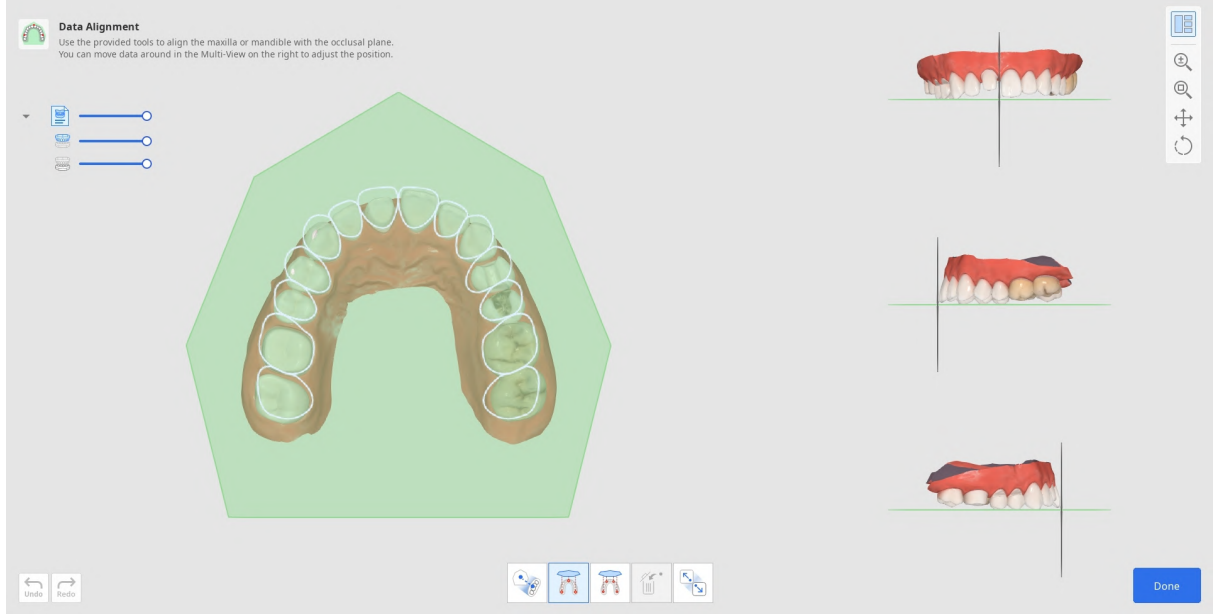 Data Alignment
Use the provided tools to align the maxilla or mandible with the occlusal plane.
You can move data around in the Multi-View on the right to adjust the position.
Undo
Redo
Done